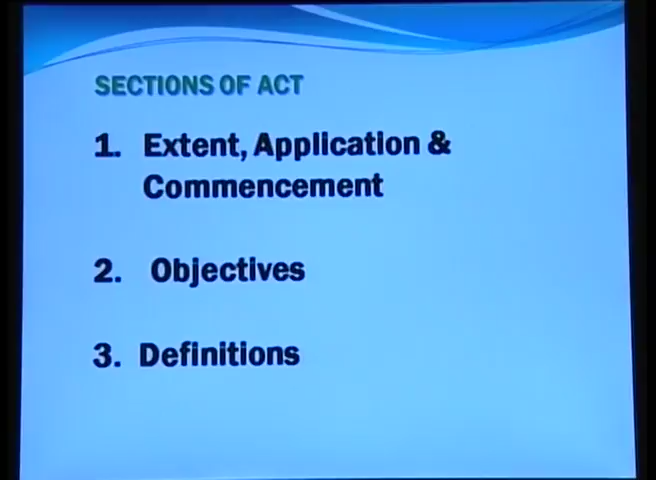 SECTIONS OF ACT
1. Extent, Application &
Commencement
2. Objectives
3. Definitions